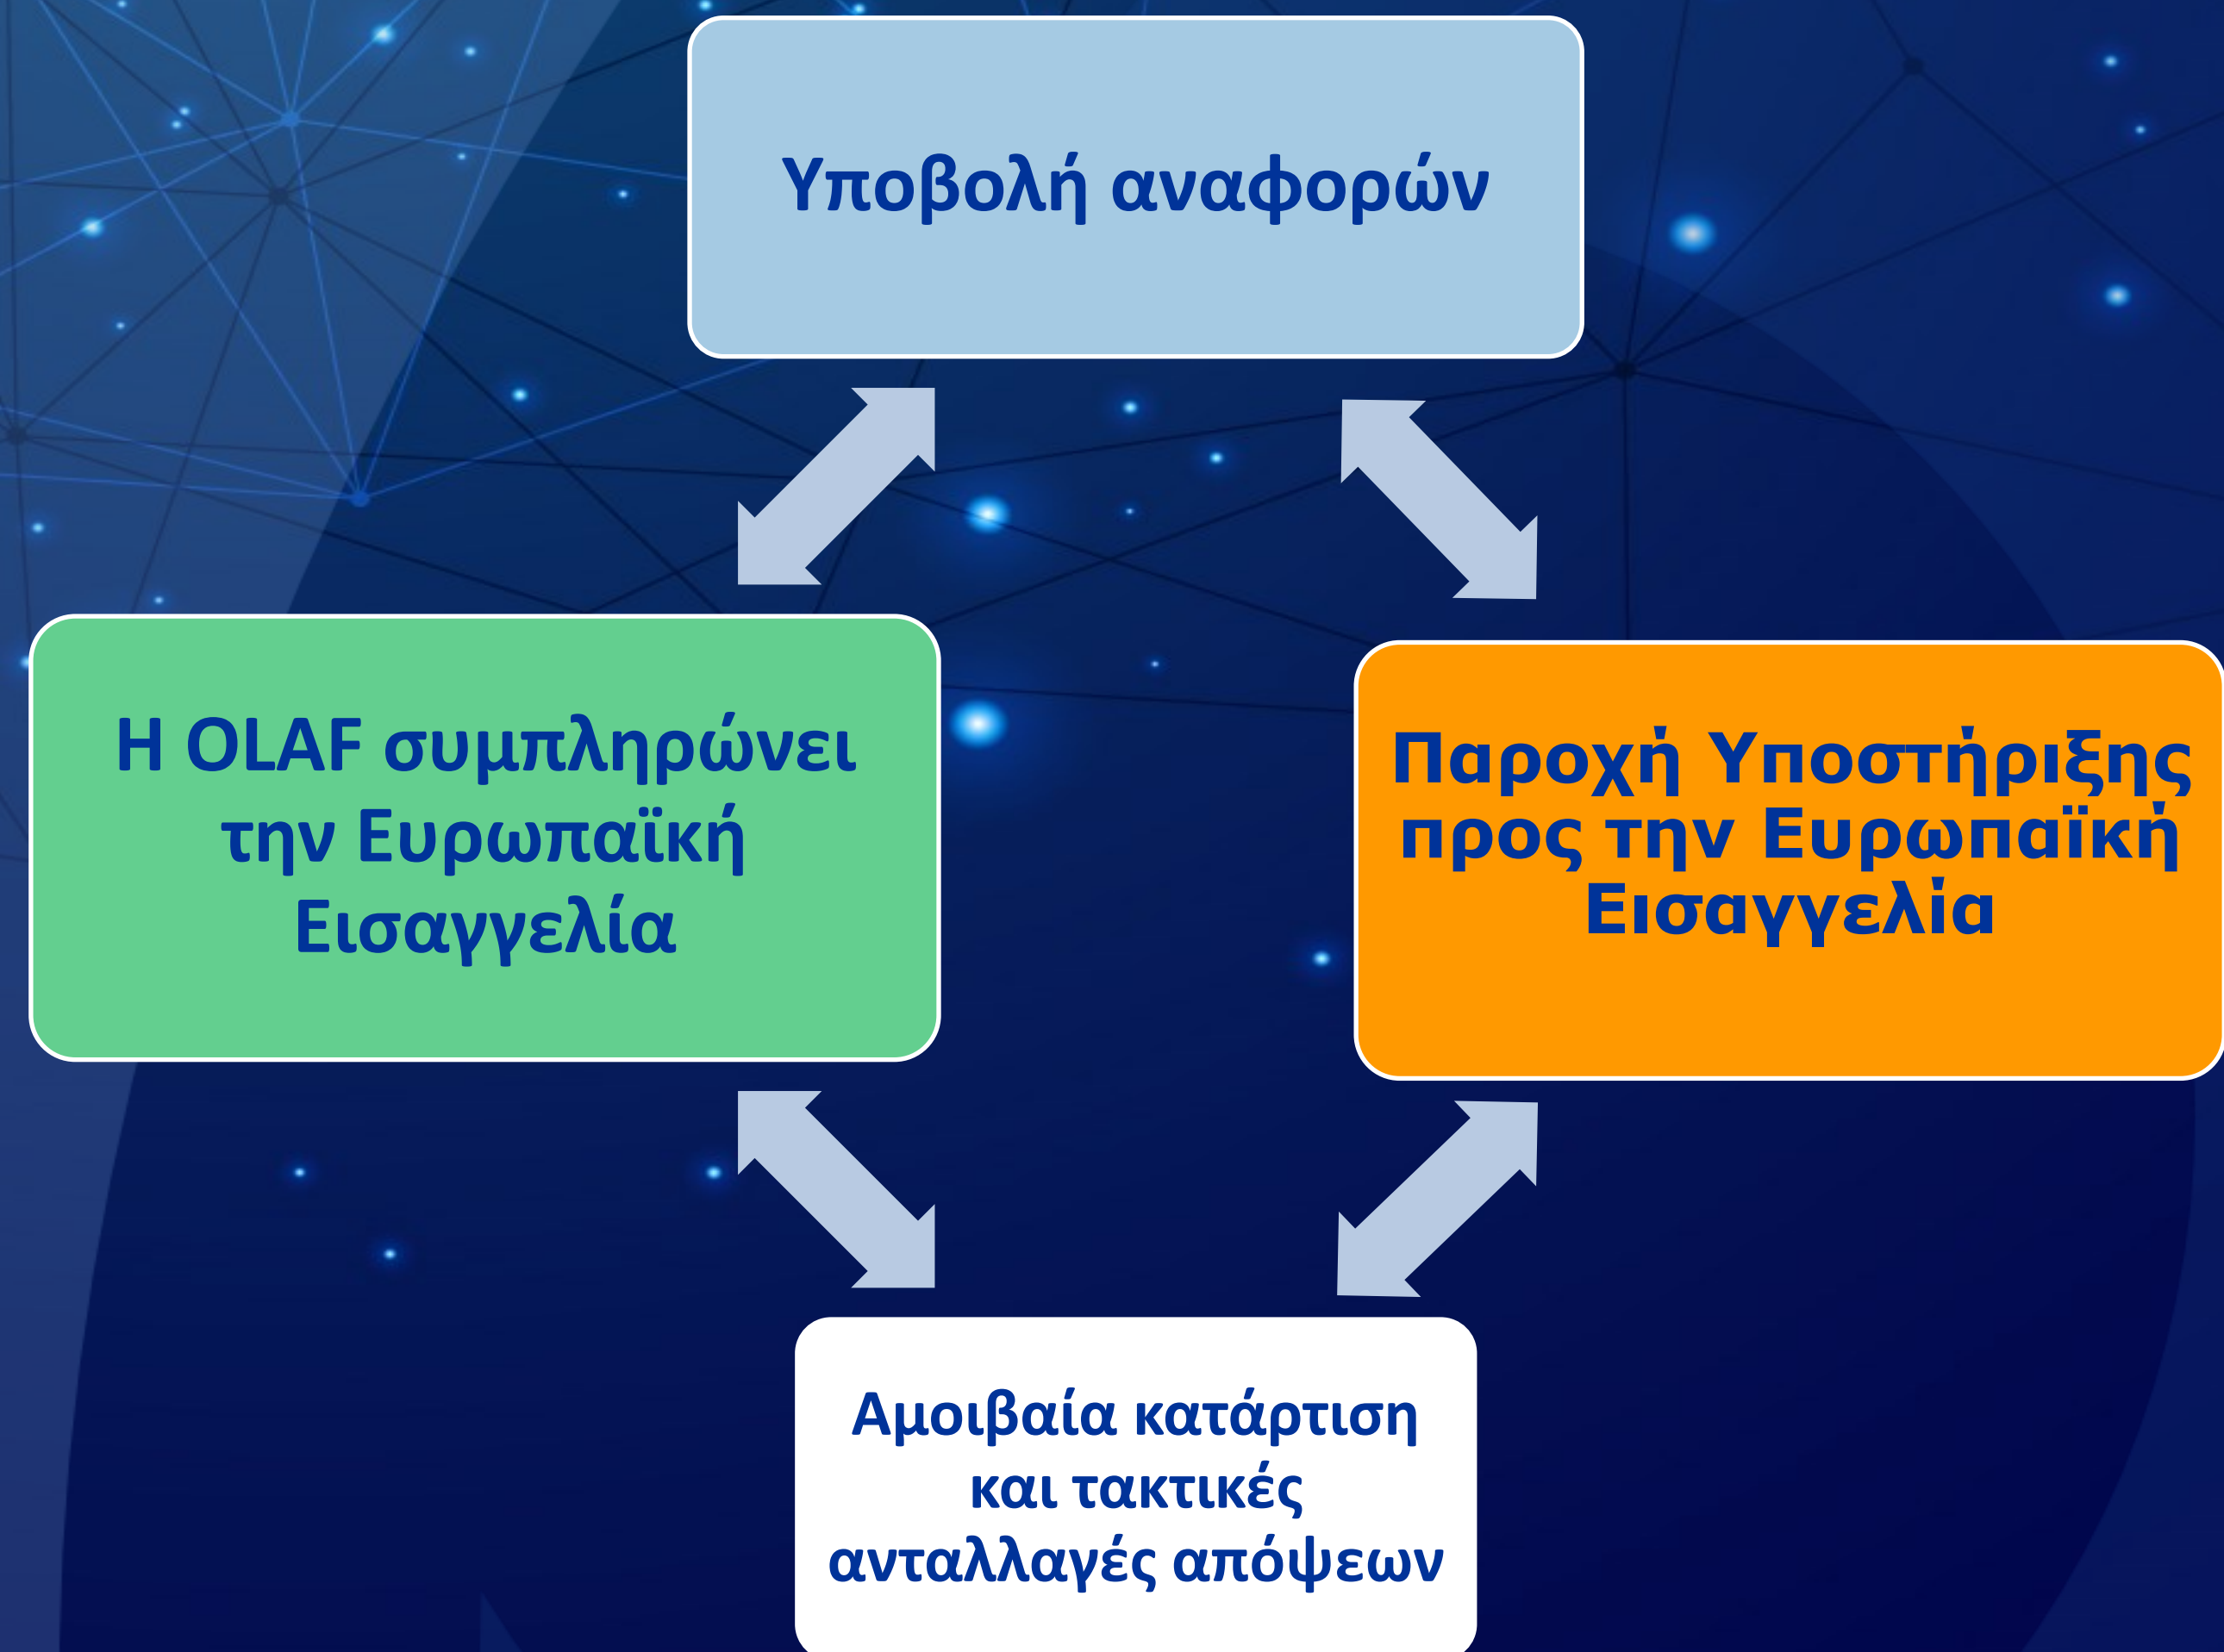 Υποβολή αναφορών
Η OLAF συμπληρώνει
την Ευρωπαϊκή
Εισαγγελία
Παροχή Υποστήριξης
προς την Ευρωπαϊκή
Εισαγγελία
Αμοιβαία κατάρτιση
και τακτικές
ανταλλαγές απόψεων